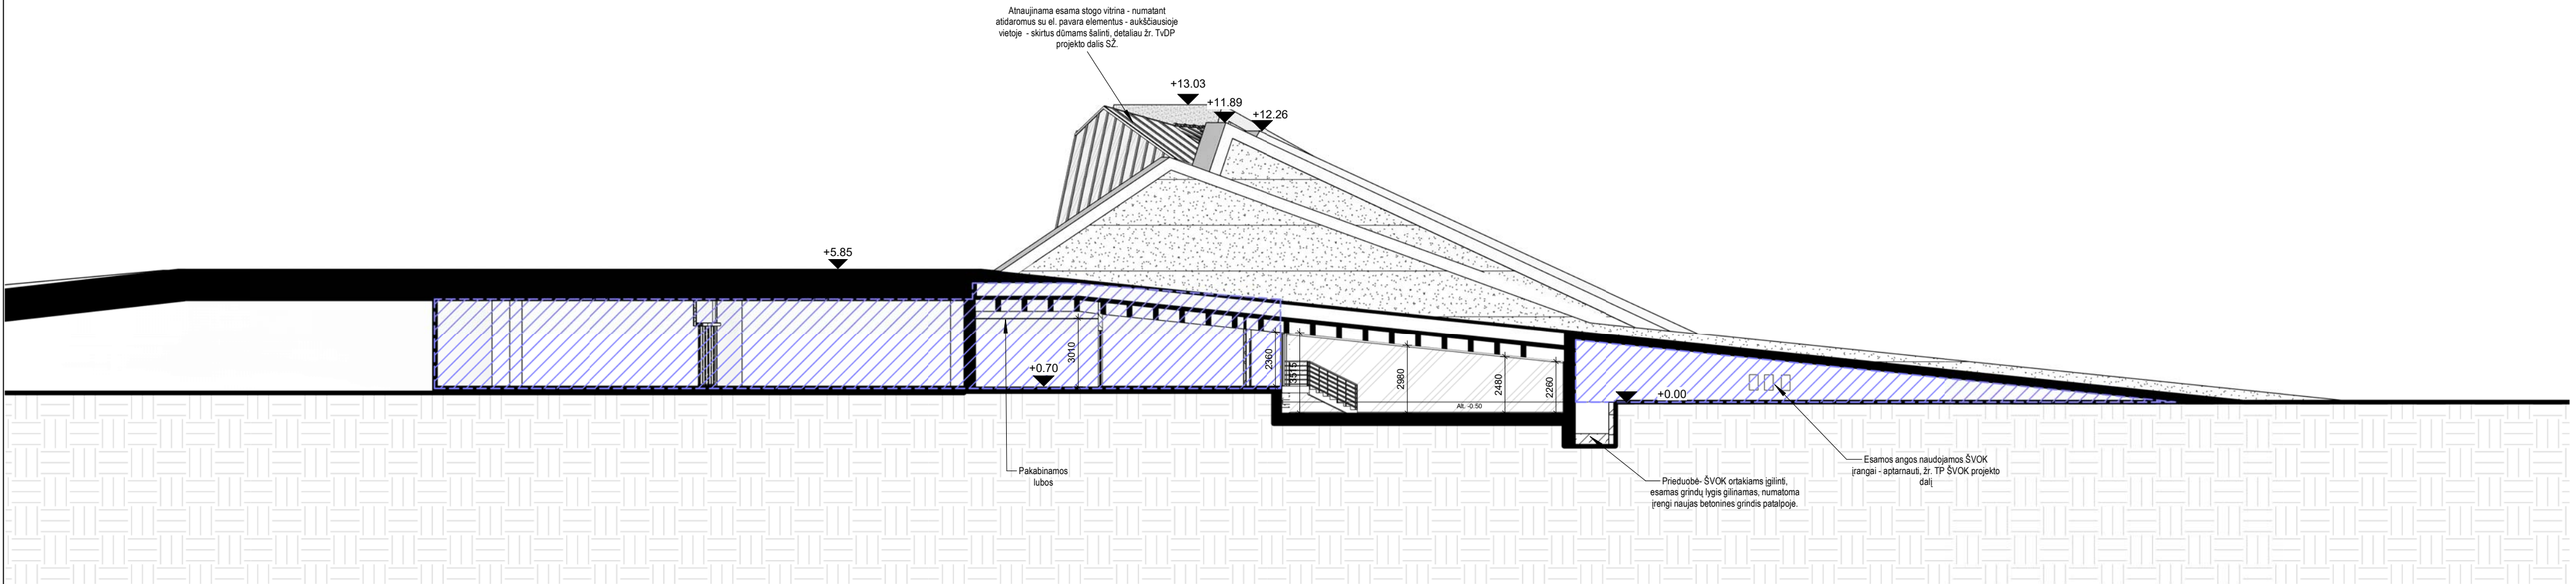 Atnaujinama esama stogo vitrina - numatant
atidaromus su el. pavara elementus - aukščiausioje
vietoje - skirtus dūmams šalinti, detaliau žr. TvDP
projekto dalis SŽ.
+13.03
+11.89
+12.26
+5.85
+0.70
3010
2360
3515
2980
2480
2260
Alt. -0.50
+0.00
Pakabinamos
lubos
Prieduobė- ŠVOK ortakiams įgilinti,
esamas grindų lygis gilinamas, numatoma
įrengi naujas betonines grindis patalpoje.
Esamos angos naudojamos ŠVOK
įrangai - aptarnauti, žr. TP ŠVOK projekto
dalį